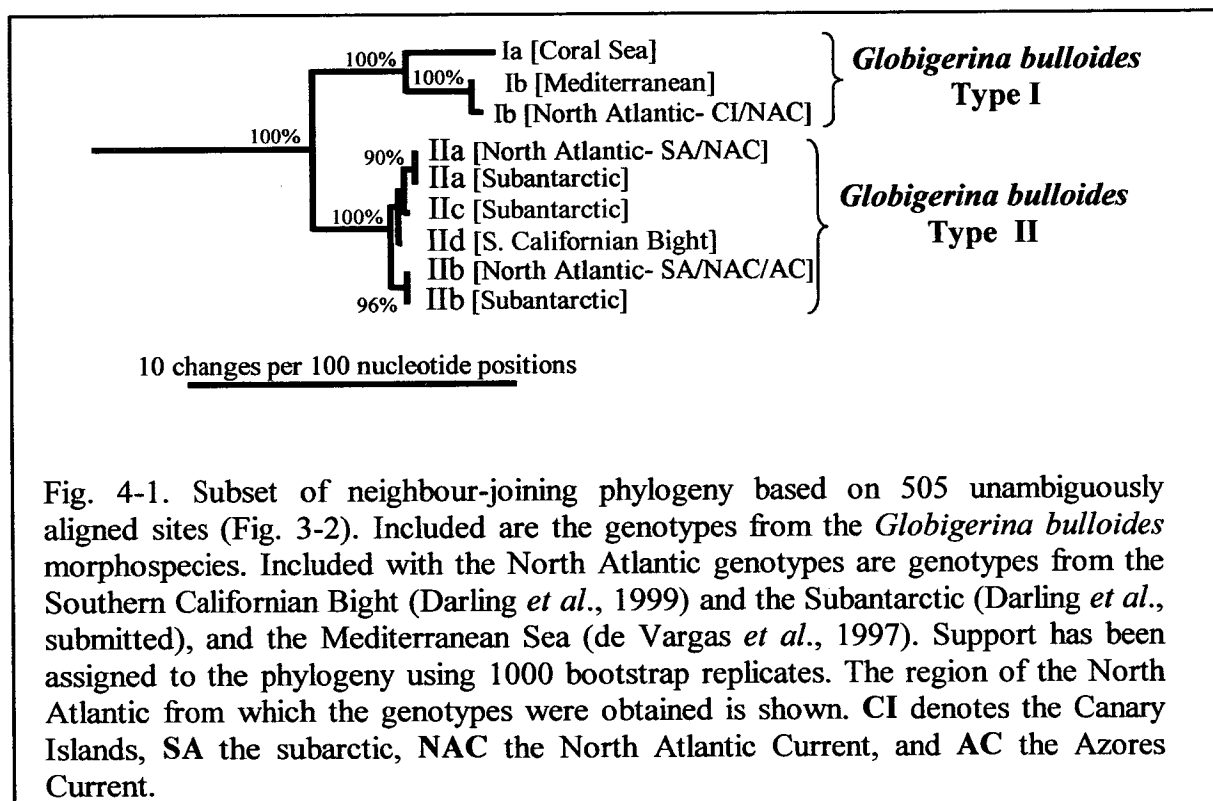 100%
Ia [Coral Sea]
100%
Ib [Mediterranean]
Ib [North Atlantic- CI/NAC]
Globigerina bulloides
Type I
100%
90%
IIa [North Atlantic- SA/NAC]
IIa [Subantarctic]
100%
IIc [Subantarctic]
IId [S. Californian Bight]
IIb [North Atlantic- SA/NAC/AC]
96%
IIb [Subantarctic]
Globigerina bulloides
Type II
10 changes per 100 nucleotide positions
Fig. 4-1. Subset of neighbour-joining phylogeny based on 505 unambiguously
aligned sites (Fig. 3-2). Included are the genotypes from the Globigerina bulloides
morphospecies. Included with the North Atlantic genotypes are genotypes from the
Southern Californian Bight (Darling et al., 1999) and the Subantarctic (Darling et al.,
submitted), and the Mediterranean Sea (de Vargas et al., 1997). Support has been
assigned to the phylogeny using 1000 bootstrap replicates. The region of the North
Atlantic from which the genotypes were obtained is shown. CI denotes the Canary
Islands, SA the subarctic, NAC the North Atlantic Current, and AC the Azores
Current.